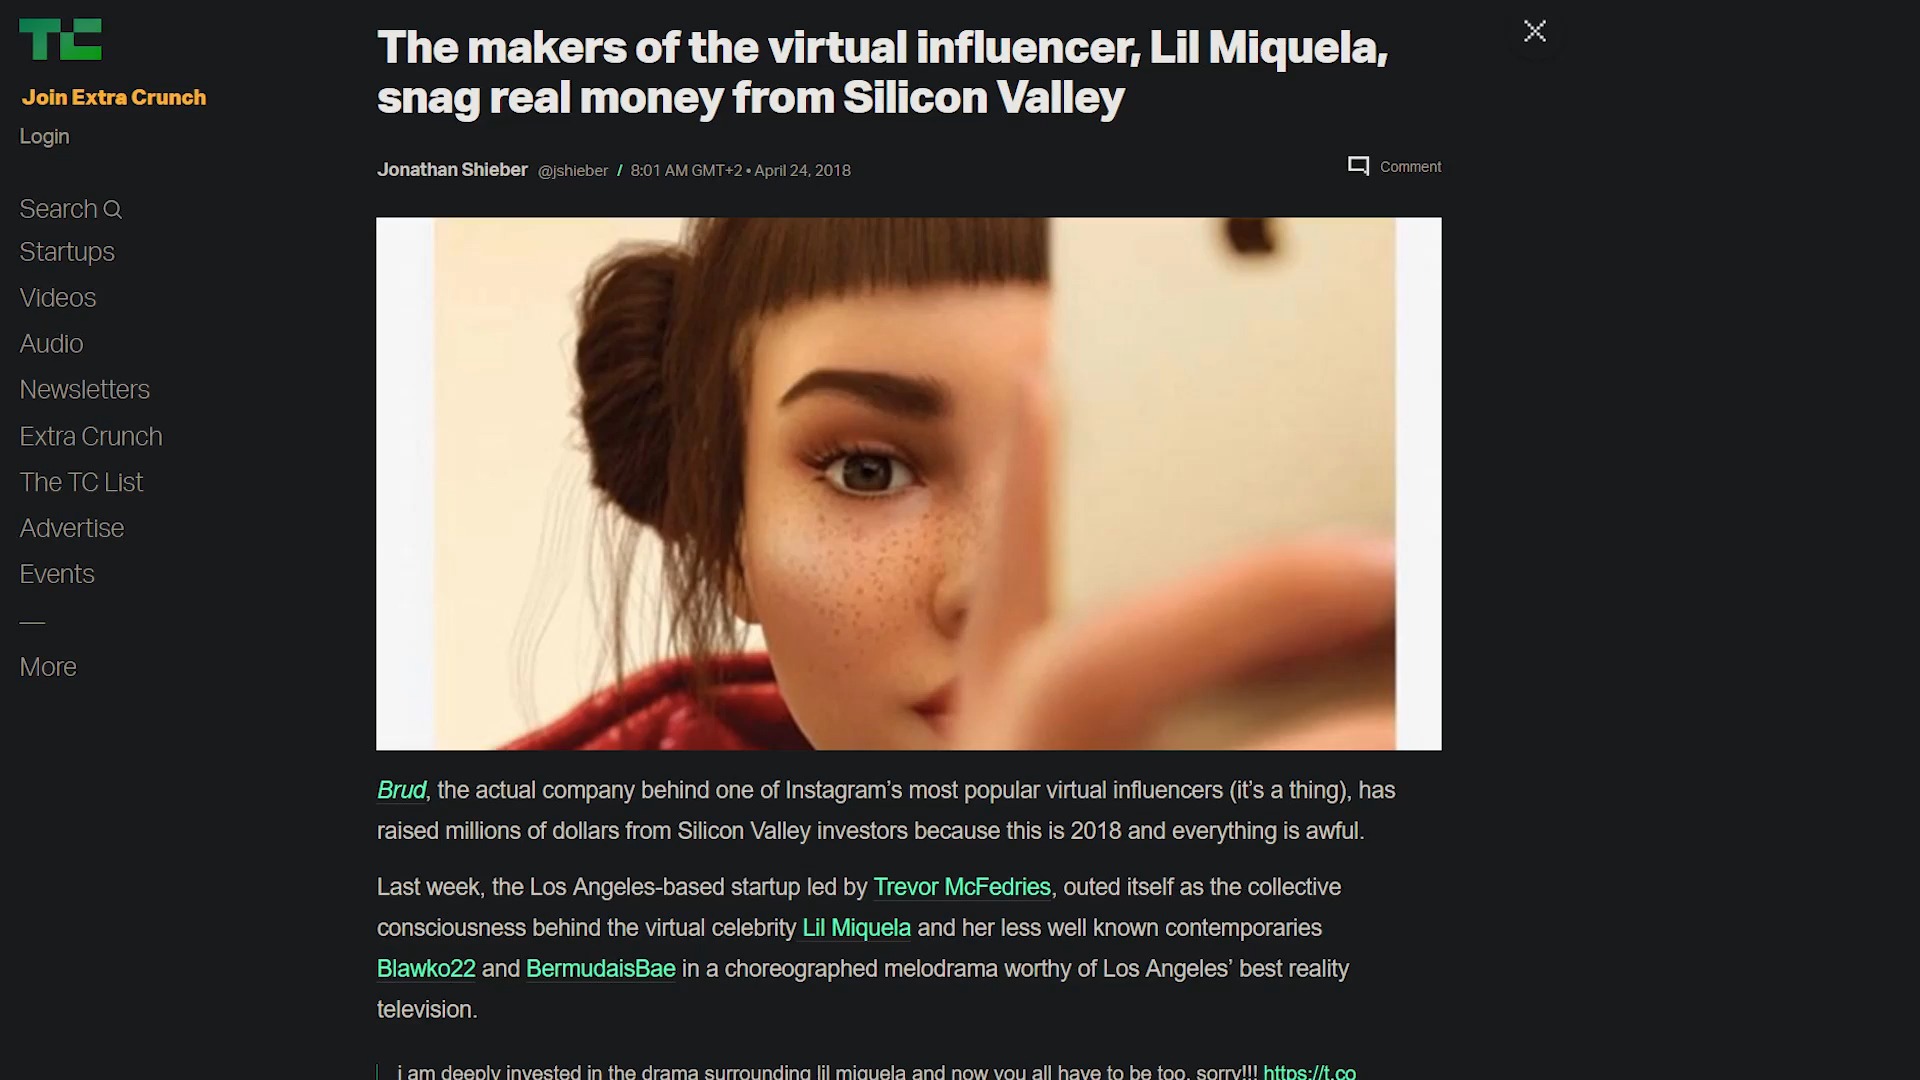 TC
Join Extra Crunch
Login
Search
Startups
Videos
Audio
Newsletters
Extra Crunch
The TC List
Advertise
Events
—
More
The makers of the virtual influencer, Lil Miquela,
snag real money from Silicon Valley
Jonathan Shieber @jshieber / 8:01 AM GMT+2 • April 24, 2018
Comment
Brud, the actual company behind one of Instagram’s most popular virtual influencers (it’s a thing), has
raised millions of dollars from Silicon Valley investors because this is 2018 and everything is awful.
Last week, the Los Angeles-based startup led by Trevor McFedries, outed itself as the collective
consciousness behind the virtual celebrity Lil Miquela and her less well known contemporaries
Blawko22 and BermudaisBae in a choreographed melodrama worthy of Los Angeles’ best reality
television.
i am deeply invested in the drama surrounding lil miquela and now you all have to be too. sorry!!! https://t.co